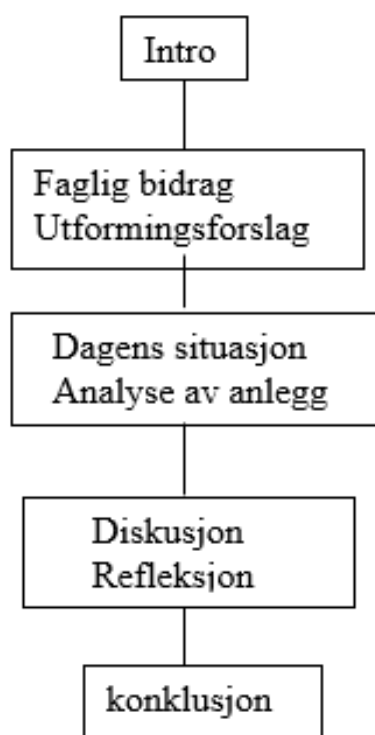 Intro
Faglig bidrag
Utformingsforslag
Dagens situasjon
Analyse av anlegg
Diskusjon
Refleksjon
konklusjon